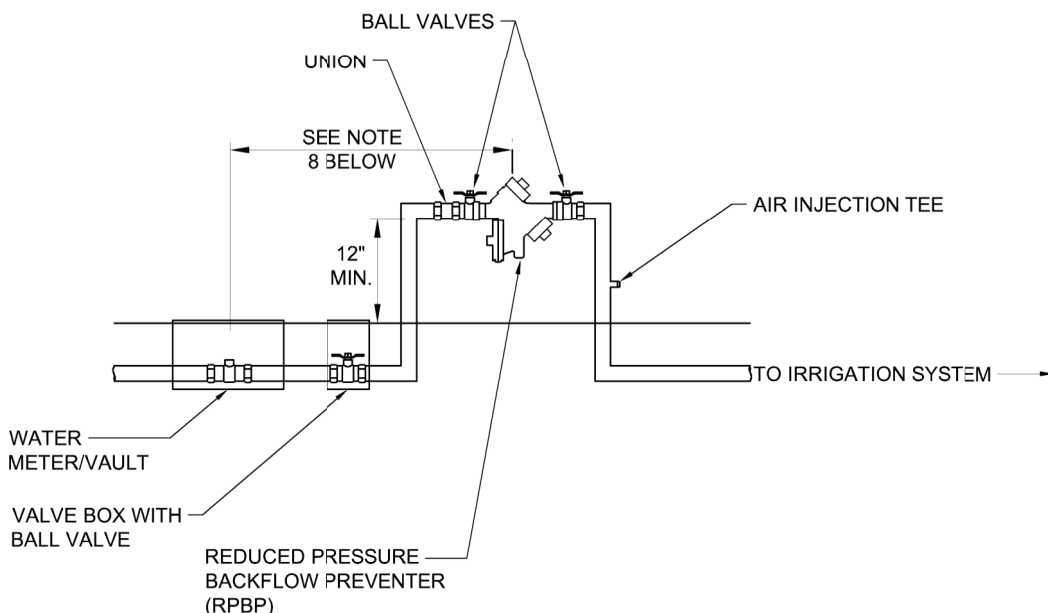 BALL VALVES
UNION
SEE NOTE
8 BELOW
12"
MIN.
AIR INJECTION TEE
TO IRRIGATION SYSTEM
WATER
METER/VAULT
VALVE BOX WITH
BALL VALVE
REDUCED PRESSURE
BACKFLOW PREVENTER
(RPBP)